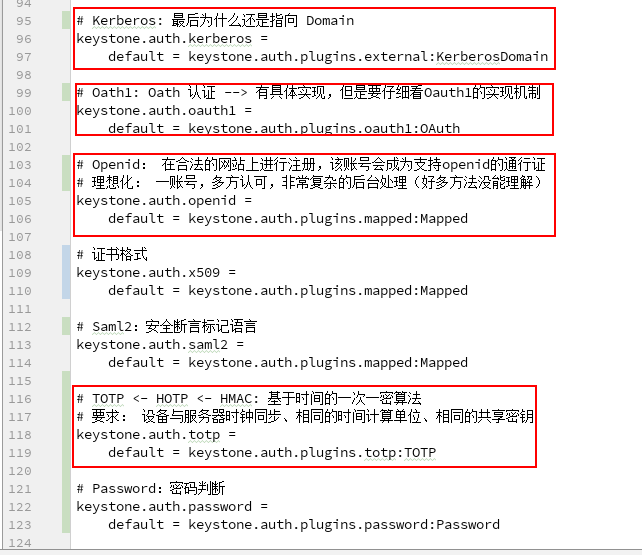 94
95 # Kerberos: 最后为什么还是指向 Domain
96 keystone.auth.kerberos =
97     default = keystone.auth.plugins.external:KerberosDomain
98
99 # Oath1: Oath 认证 --> 有具体实现，但是要仔细看Oauth1的实现机制
100 keystone.auth.oauth1 =
101     default = keystone.auth.plugins.oauth1:OAuth
102
103 # Openid： 在合法的网站上进行注册，该账号会成为支持openid的通行证
104 # 理想化： 一账号，多方认可，非常复杂的后台处理（好多方法没能理解）
105 keystone.auth.openid =
106     default = keystone.auth.plugins.mapped:Mapped
107
108 # 证书格式
109 keystone.auth.x509 =
110     default = keystone.auth.plugins.mapped:Mapped
111
112 # Saml2：安全断言标记语言
113 keystone.auth.saml2 =
114     default = keystone.auth.plugins.mapped:Mapped
115
116 # TOTP <- HOTP <- HMAC: 基于时间的一次一密算法
117 # 要求： 设备与服务器时钟同步、相同的时间计算单位、相同的共享密钥
118 keystone.auth.totp =
119     default = keystone.auth.plugins.totp:TOTP
120
121 # Password：密码判断
122 keystone.auth.password =
123     default = keystone.auth.plugins.password:Password
124